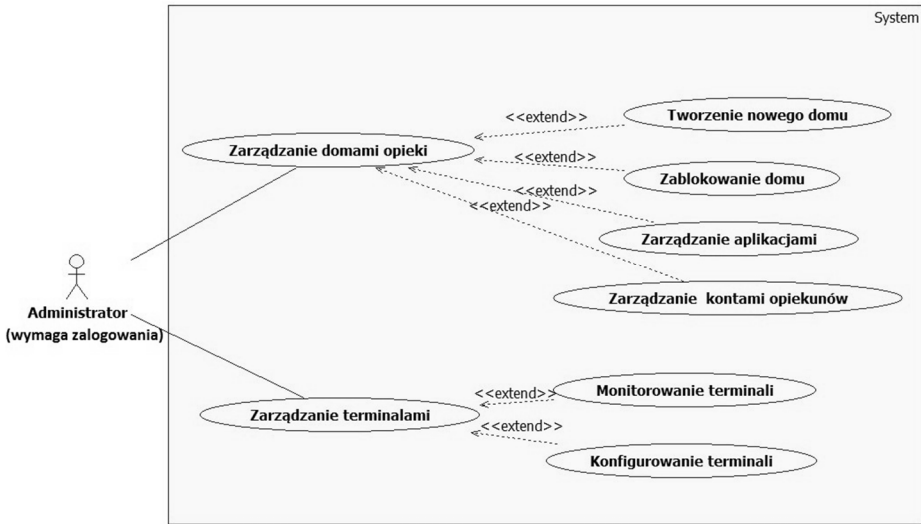 System
Tworzenie nowego domu
<<extend>>
Zarządzanie domami opieki
<<extend>>
Zablokowanie domu
<<extend>>
<<extend>>
Zarządzanie aplikacjami
Zarządzanie kontami opiekunów
Administrator
(wymaga zalogowania)
<<extend>>
Monitorowanie terminali
Zarządzanie terminalami
<<extend>>
Konfigurowanie terminali